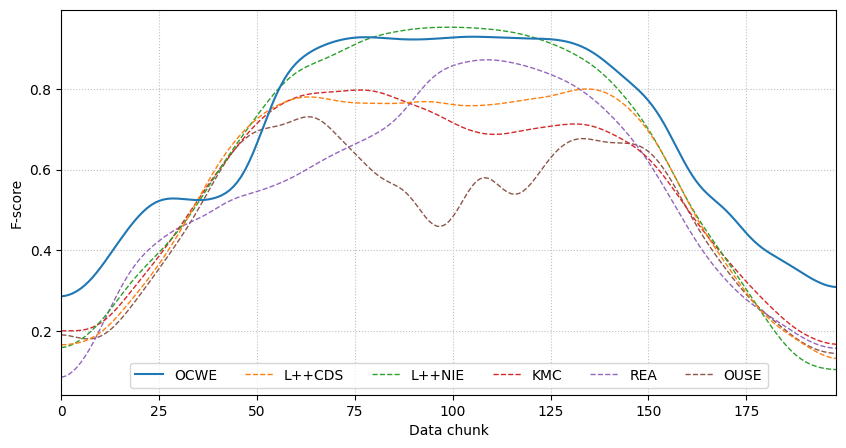 F-score
0.8
0.6
0.4
0.2
OCWE L++CDS L++NIE KMC REA OUSE
0 25 50 75 100 125 150 175
Data chunk